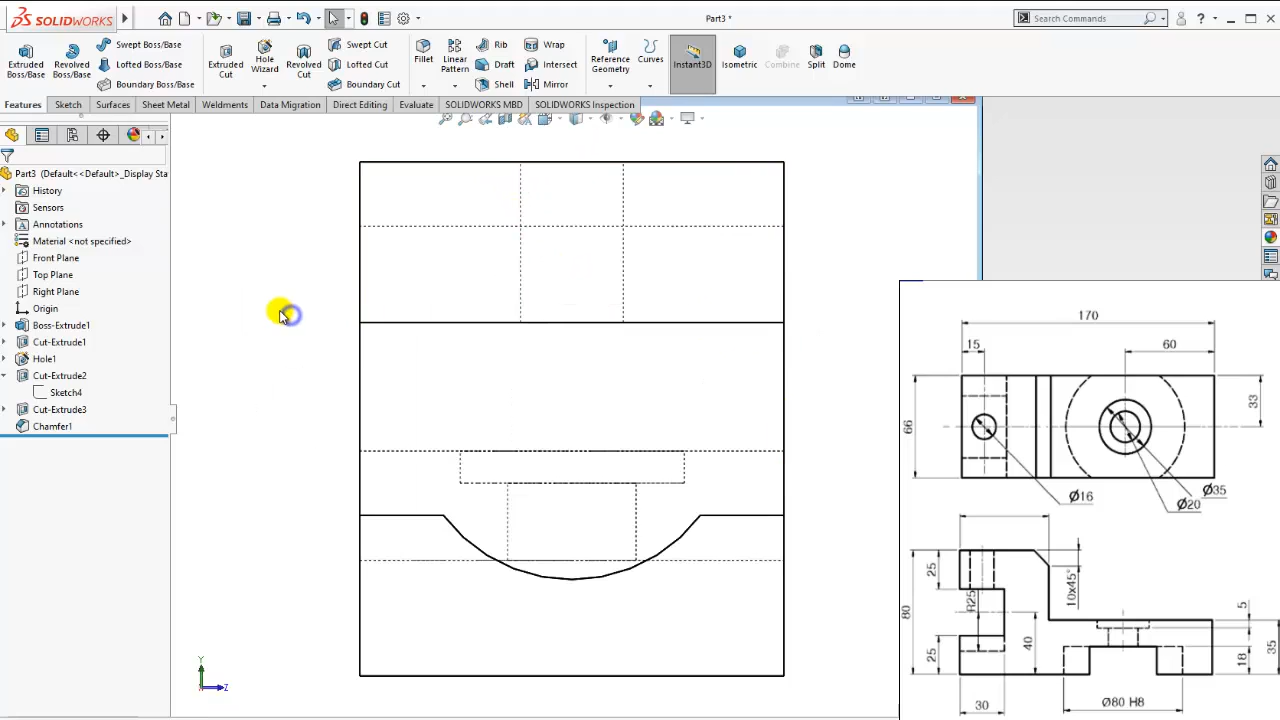 SOLIDWORKS
Part3 *
Search Commands
Extruded Boss/Base
Revolved Boss/Base
Swept Boss/Base
Lofted Boss/Base
Boundary Boss/Base
Extruded Cut
Hole Wizard
Revolved Cut
Swept Cut
Lofted Cut
Boundary Cut
Fillet
Linear Pattern
Rib
Draft
Shell
Wrap
Intersect
Mirror
Reference Geometry
Curves
Instant3D
Isometric
Combine
Split
Dome
Features
Sketch
Surfaces
Sheet Metal
Weldments
Data Migration
Direct Editing
Evaluate
SOLIDWORKS MBD
SOLIDWORKS Inspection
Part3 (Default<<Default>_Display Sta
History
Sensors
Annotations
Material <not specified>
Front Plane
Top Plane
Right Plane
Origin
Boss-Extrude1
Cut-Extrude1
Hole1
Cut-Extrude2
Sketch4
Cut-Extrude3
Chamfer1
Y
Z
170
15
60
66
33
Ø16
Ø35
Ø20
25
R25
10x45°
80
40
5
35
18
25
30
Ø80 H8